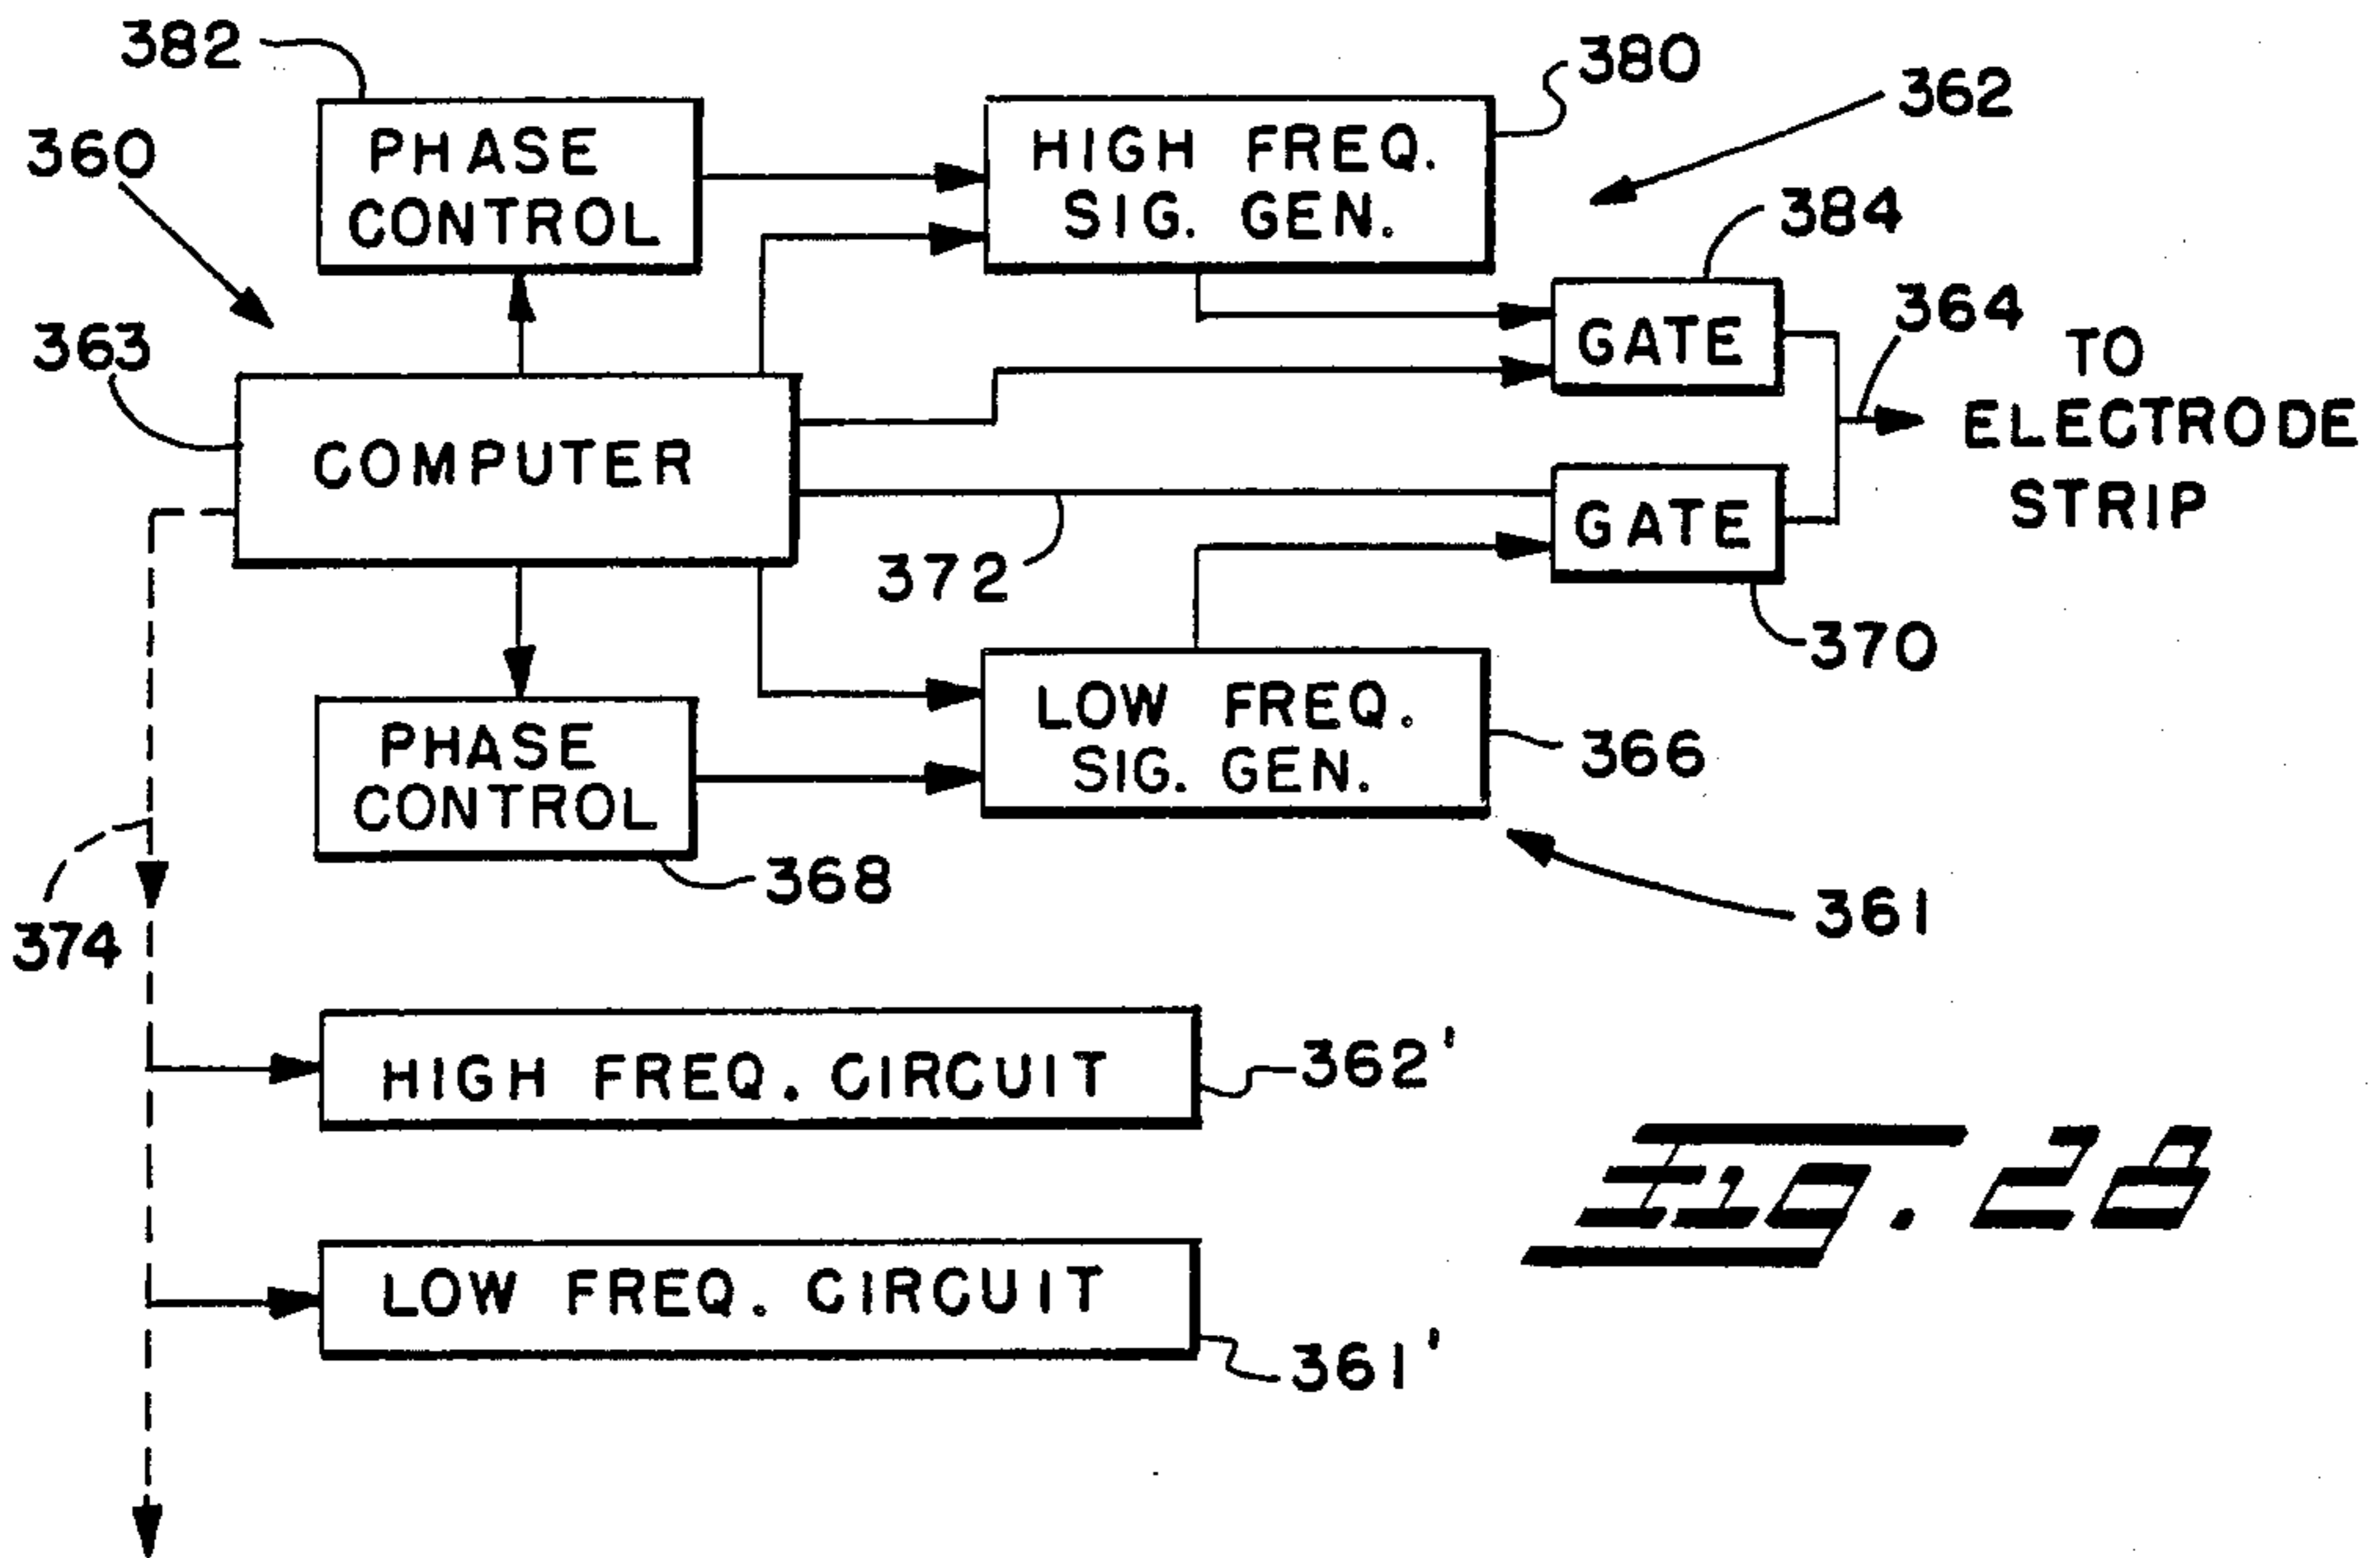 382
380
362
360
PHASE
CONTROL
HIGH FREQ.
SIG. GEN.
384
364
363
GATE
TO
ELECTRODE
STRIP
COMPUTER
GATE
372
370
PHASE
CONTROL
LOW FREQ.
SIG. GEN.
366
368
361
374
HIGH FREQ. CIRCUIT
362'
FIG. 28
LOW FREQ. CIRCUIT
361'